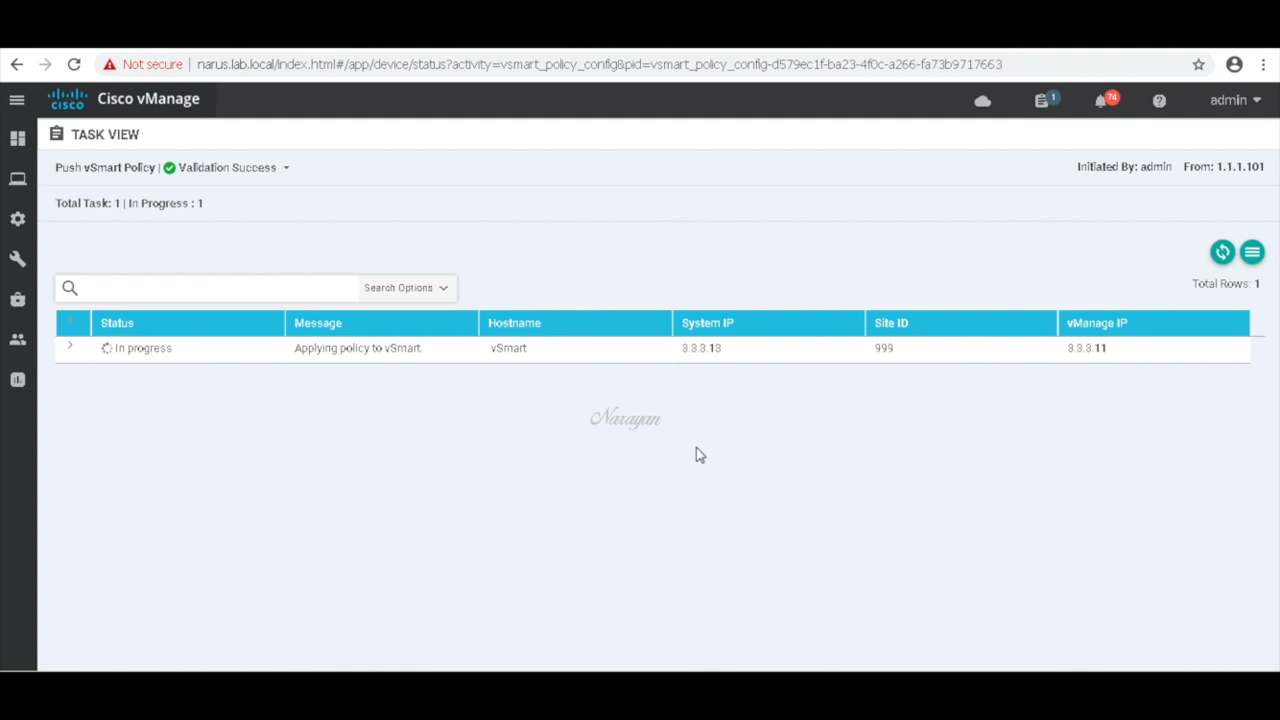 Not secure narus.lab.local/index.html#/app/device/status?activity=vsmart_policy_config&pid=vsmart_policy_config-d579ec1f-ba23-4f0c-a266-fa73b9717663
CISCO Cisco vManage 1 74 admin
TASK VIEW
Push vSmart Policy | Validation Success Initiated By: admin From: 1.1.1.101
Total Task: 1 | In Progress : 1
Search Options
Total Rows: 1
Status Message Hostname System IP Site ID vManage IP
In progress Applying policy to vSmart. vSmart 3.3.3.13 999 3.3.3.11
Narayan